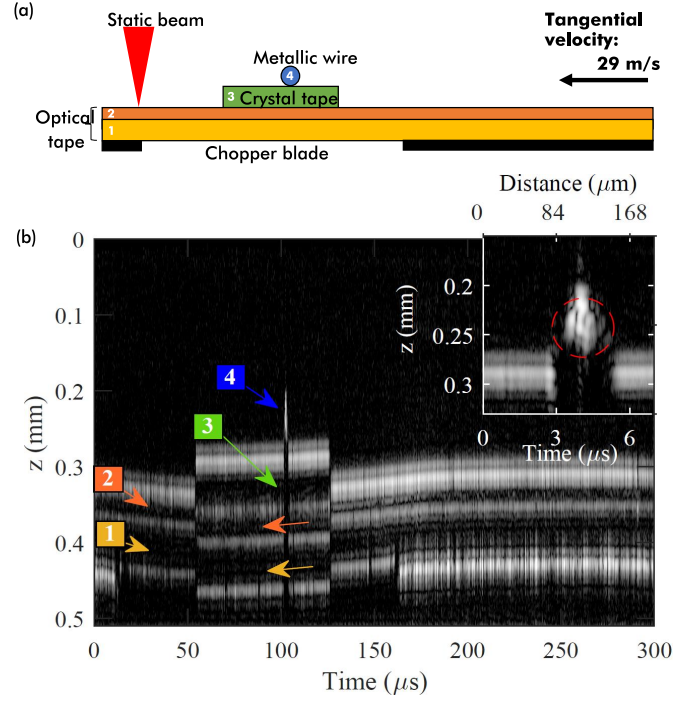 (a)
Static beam
Metallic wire
4
3 Crystal tape
Tangential
velocity:
29 m/s
Optical
tape
2
1
Chopper blade
(b)
Distance (μm)
0 84 168
z (mm)
0.2
0.25
0.3
0 3 6
Time (μs)
z (mm)
0
0.1
0.2
0.3
0.4
0.5
4
3
2
1
0 50 100 150 200 250 300
Time (μs)